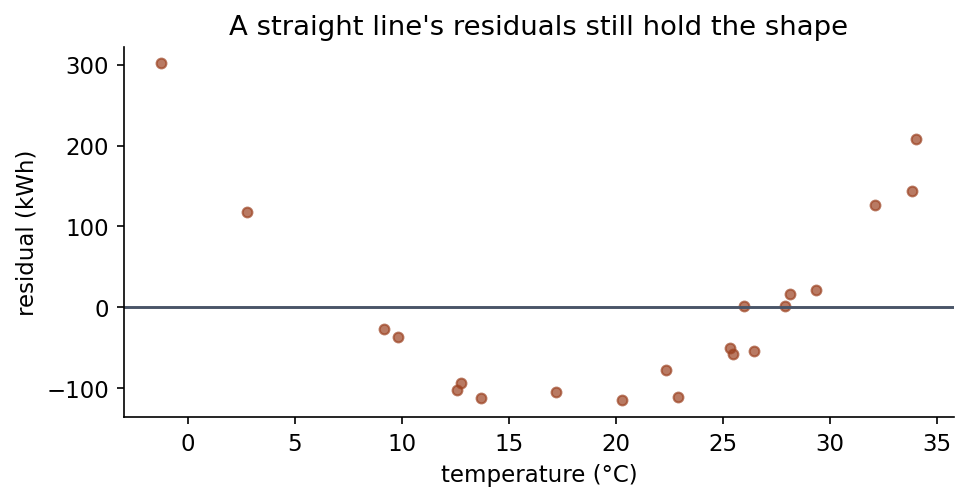 A straight line's residuals still hold the shape
residual (kWh)
300
200
100
0
−100
0 5 10 15 20 25 30 35
temperature (°C)